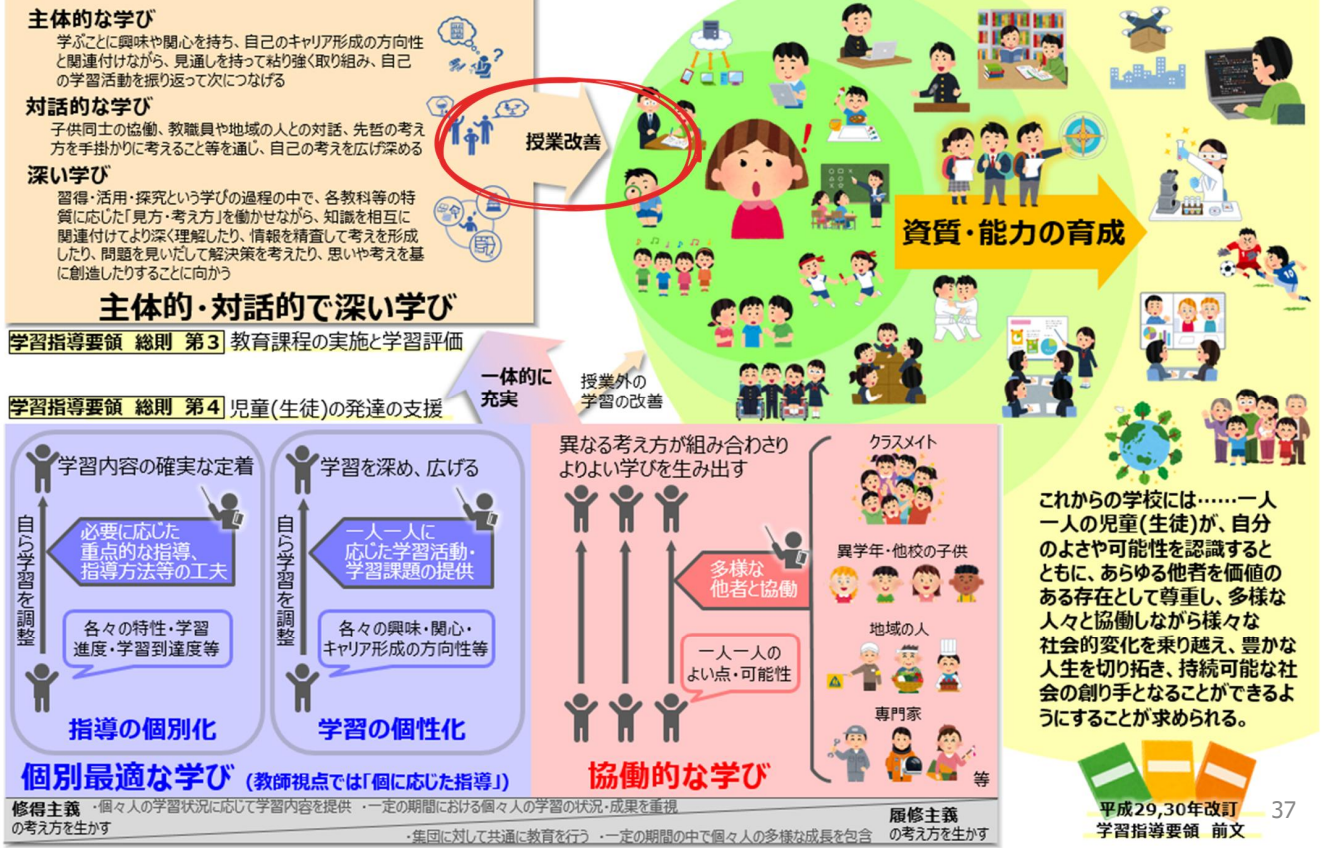 主体的な学び
学ぶことに興味や関心を持ち、自己のキャリア形成の方向性
と関連付けながら、見通しを持って粘り強く取り組み、自己
の学習活動を振り返って次につなげる
対話的な学び
子供同士の協働、教職員や地域の人との対話、先哲の考え
方を手掛かりに考えること等を通じ、自己の考えを広げ深める
深い学び
習得・活用・探究という学びの過程の中で、各教科等の特
質に応じた「見方・考え方」を働かせながら、知識を相互に
関連付けてより深く理解したり、情報を精査して考えを形成
したり、問題を見いだして解決策を考えたり、思いや考えを基
に創造したりすることに向かう
主体的・対話的で深い学び
授業改善
資質・能力の育成
学習指導要領 総則 第3 教育課程の実施と学習評価
一体的に
充実
授業外の
学習の改善
学習指導要領 総則 第4 児童(生徒)の発達の支援
学習内容の確実な定着
自ら学習を調整
必要に応じた
重点的な指導、
指導方法等の工夫
各々の特性・学習
進度・学習到達度等
指導の個別化
学習を深め、広げる
自ら学習を調整
一人一人に
応じた学習活動・
学習課題の提供
各々の興味・関心・
キャリア形成の方向性等
学習の個性化
個別最適な学び (教師視点では「個に応じた指導」)
異なる考え方が組み合わさり
よりよい学びを生み出す
多様な
他者と協働
一人一人の
よい点・可能性
協働的な学び
クラスメイト
異学年・他校の子供
地域の人
専門家
等
修得主義
の考え方を生かす
・個々人の学習状況に応じて学習内容を提供 ・一定の期間における個々人の学習の状況・成果を重視
・集団に対して共通に教育を行う ・一定の期間の中で個々人の多様な成長を包含
履修主義
の考え方を生かす
これからの学校には……一人
一人の児童(生徒)が、自分
のよさや可能性を認識すると
ともに、あらゆる他者を価値の
ある存在として尊重し、多様な
人々と協働しながら様々な
社会的変化を乗り越え、豊かな
人生を切り拓き、持続可能な社
会の創り手となることができるよ
うにすることが求められる。
平成29,30年改訂
学習指導要領 前文
37